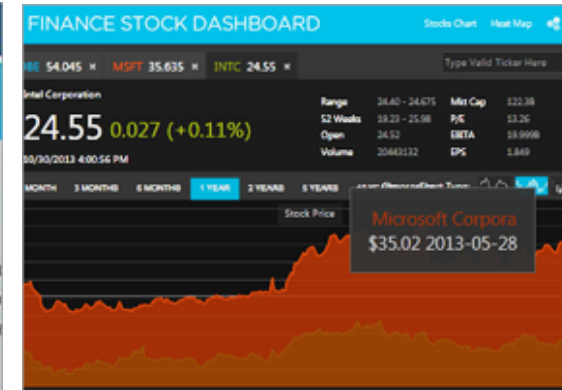 FINANCE STOCK DASHBOARD Stocks Chart Heat Map
BE 54.045 × MSFT 35.635 × INTC 24.55 × Type Valid Ticker Here
Intel Corporation
24.55 0.027 (+0.11%)
10/30/2013 4:00:56 PM
Range 24.40 - 24.675 Mkt Cap 122.3B
52 Weeks 19.23 - 25.98 P/E 13.26
Open 24.52 EBITA 19.999B
Volume 20443132 EPS 1.849
MONTH 3 MONTHS 6 MONTHS 1 YEAR 2 YEARS 5 YEARS Type:
Stock Price
Microsoft Corpora
$35.02 2013-05-28